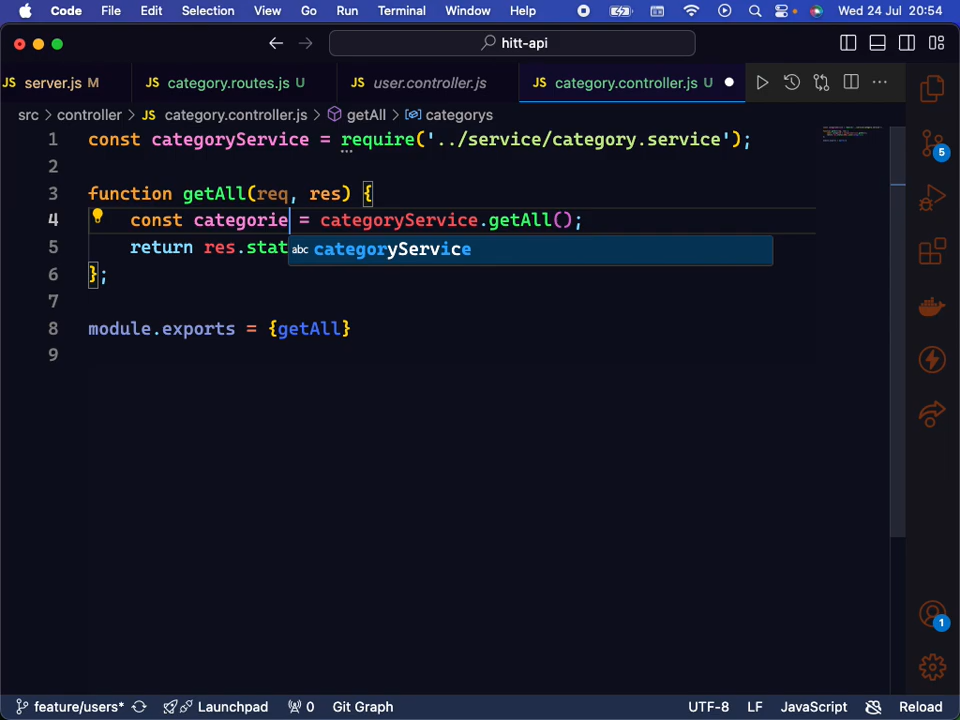 Code File Edit Selection View Go Run Terminal Window Help Wed 24 Jul 20:54
hitt-api
JS server.js M JS category.routes.js U JS user.controller.js JS category.controller.js U
src > controller > JS category.controller.js > getAll > categorys
1 const categoryService = require('../service/category.service');
2
3 function getAll(req, res) {
4 const categorie = categoryService.getAll();
5 return res.stat
abc categoryService
6 };
7
8 module.exports = {getAll}
9
5
1
feature/users* Launchpad 0 Git Graph UTF-8 LF JavaScript Reload